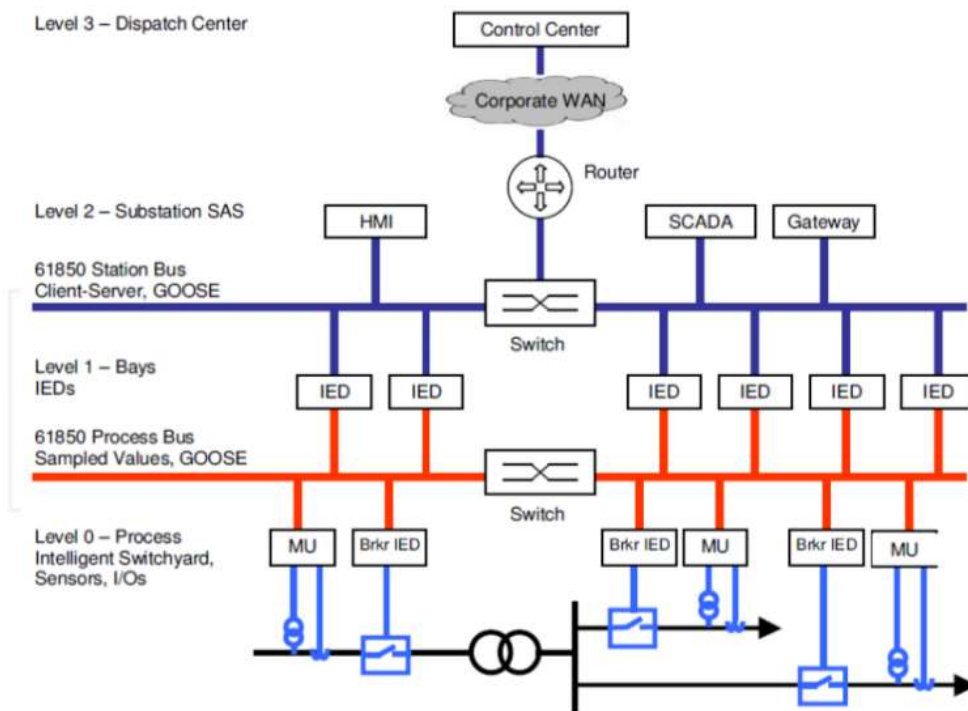 Level 3 – Dispatch Center
Control Center
Corporate WAN
Router
Level 2 – Substation SAS
HMI
SCADA
Gateway
61850 Station Bus
Client-Server, GOOSE
Switch
Level 1 – Bays
IEDs
IED
IED
IED
IED
IED
IED
61850 Process Bus
Sampled Values, GOOSE
Switch
Level 0 – Process
Intelligent Switchyard,
Sensors, I/Os
MU
Brkr IED
Brkr IED
MU
Brkr IED
MU